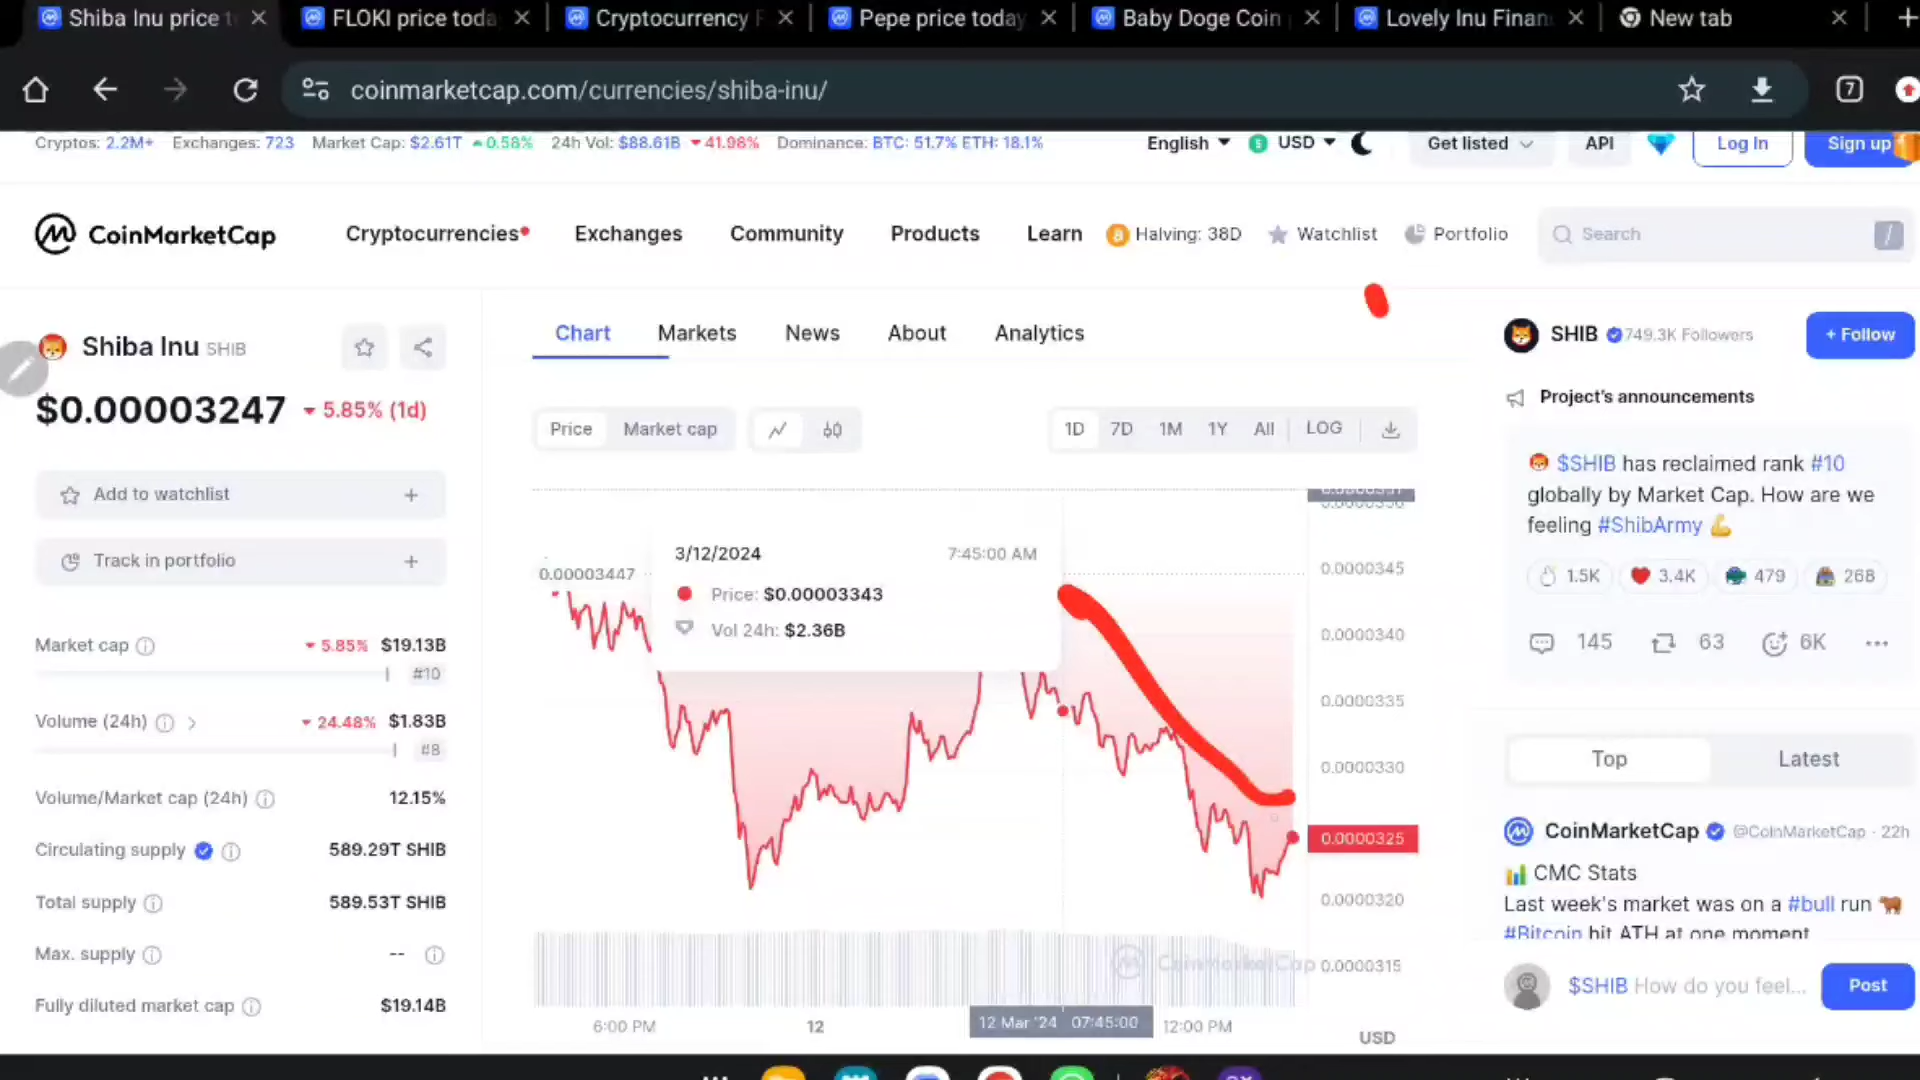 Shiba Inu price t
FLOKI price toda
Cryptocurrency P
Pepe price today
Baby Doge Coin
Lovely Inu Finan
New tab
coinmarketcap.com/currencies/shiba-inu/
7
Cryptos: 2.2M+ Exchanges: 723 Market Cap: $2.61T 0.58% 24h Vol: $88.61B 41.98% Dominance: BTC: 51.7% ETH: 18.1%
English USD Get listed API Log In Sign up
CoinMarketCap
Cryptocurrencies Exchanges Community Products Learn Halving: 38D Watchlist Portfolio Search /
Shiba Inu SHIB
$0.00003247 5.85% (1d)
Add to watchlist +
Track in portfolio +
Market cap 5.85% $19.13B
#10
Volume (24h) > 24.48% $1.83B
#8
Volume/Market cap (24h) 12.15%
Circulating supply 589.29T SHIB
Total supply 589.53T SHIB
Max. supply --
Fully diluted market cap $19.14B
Chart Markets News About Analytics
Price Market cap
1D 7D 1M 1Y All LOG
0.00003447
3/12/2024 7:45:00 AM
Price: $0.00003343
Vol 24h: $2.36B
0.0000345
0.0000340
0.0000335
0.0000330
0.0000325
0.0000320
0.0000315
CoinMarketCap
6:00 PM 12 12 Mar '24 07:45:00 12:00 PM
USD
SHIB 749.3K Followers
+ Follow
Project's announcements
$SHIB has reclaimed rank #10
globally by Market Cap. How are we
feeling #ShibArmy
1.5K 3.4K 479 268
145 63 6K
Top Latest
CoinMarketCap @CoinMarketCap · 22h
CMC Stats
Last week's market was on a #bull run
#Bitcoin hit ATH at one moment
$SHIB How do you feel...
Post